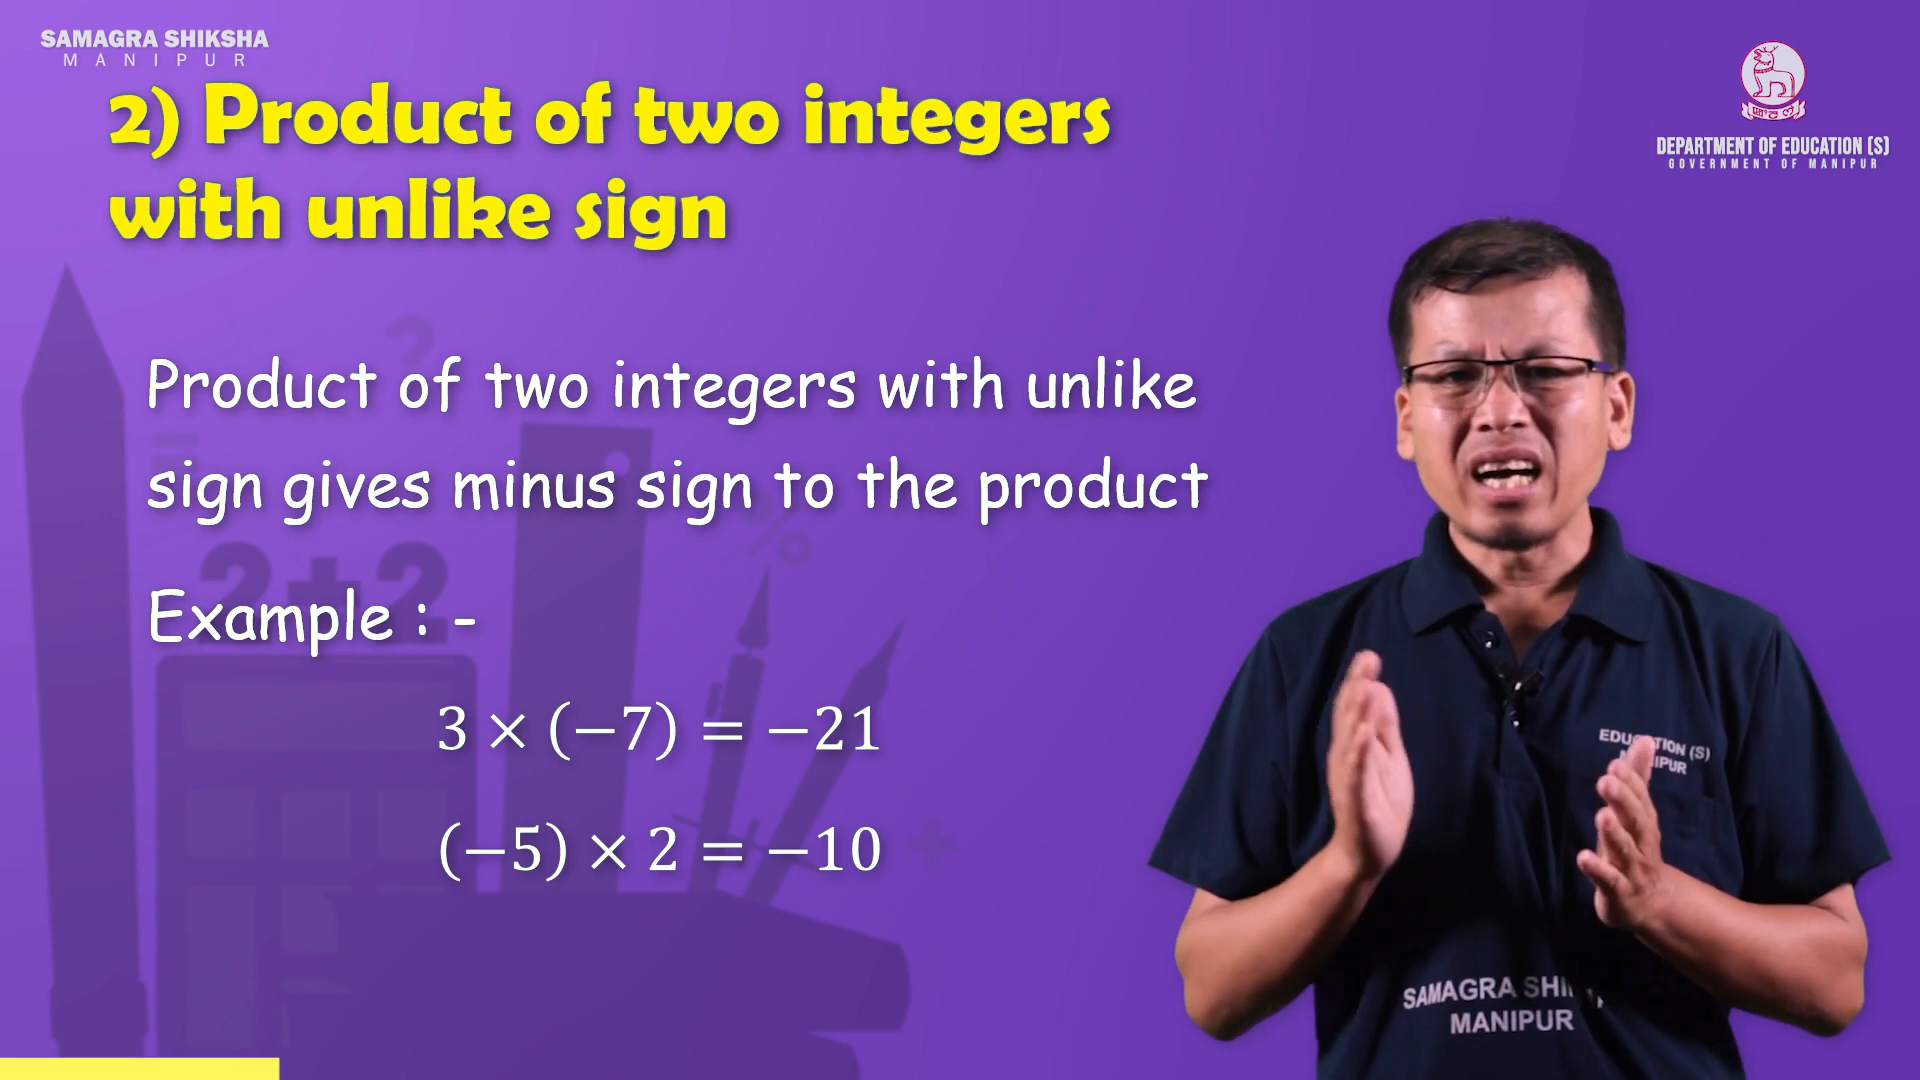 SAMAGRA SHIKSHA
MANIPUR
2) Product of two integers
with unlike sign
DEPARTMENT OF EDUCATION (S)
GOVERNMENT OF MANIPUR
Product of two integers with unlike
sign gives minus sign to the product
2+2
Example : -
3 × (−7) = −21
(−5) × 2 = −10
(S)
SAMAGRA
MANIPUR